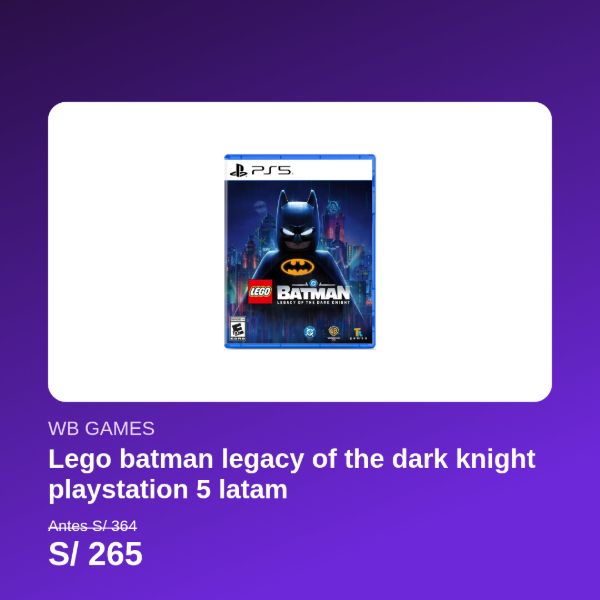 PS5
LEGO BATMAN
LEGACY OF THE DARK KNIGHT
E
WB GAMES
Lego batman legacy of the dark knight
playstation 5 latam
Antes S/ 364
S/ 265